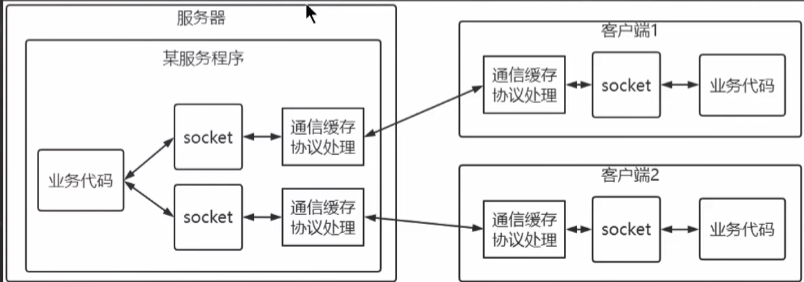 服务器
某服务程序
业务代码
socket
通信缓存
协议处理
socket
通信缓存
协议处理
客户端1
通信缓存
协议处理
socket
业务代码
客户端2
通信缓存
协议处理
socket
业务代码